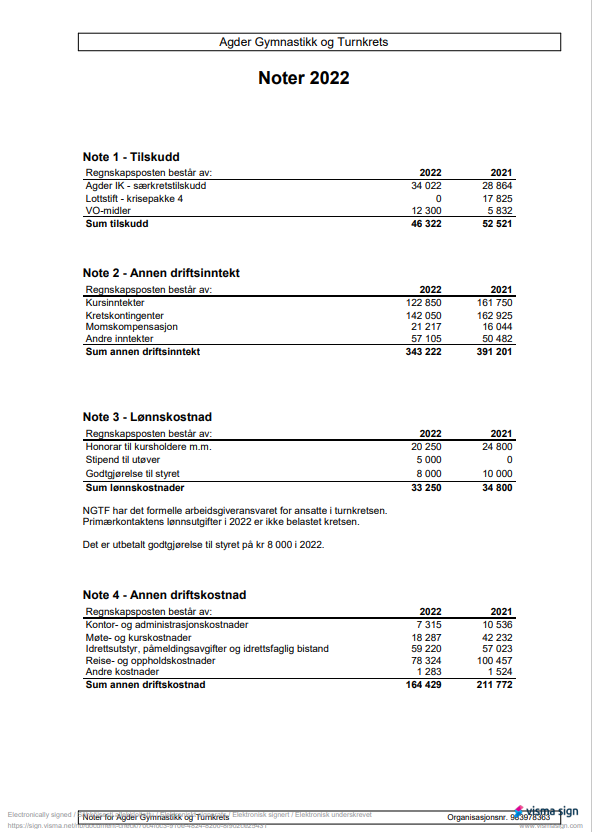 Agder Gymnastikk og Turnkrets
Noter 2022
Note 1 - Tilskudd
Regnskapsposten består av: 2022 2021
Agder IK - særkretstilskudd 34 022 28 864
Lottstift - krisepakke 4 0 17 825
VO-midler 12 300 5 832
Sum tilskudd 46 322 52 521
Note 2 - Annen driftsinntekt
Regnskapsposten består av: 2022 2021
Kursinntekter 122 850 161 750
Kretskontingenter 142 050 162 925
Momskompensasjon 21 217 16 044
Andre inntekter 57 105 50 482
Sum annen driftsinntekt 343 222 391 201
Note 3 - Lønnskostnad
Regnskapsposten består av: 2022 2021
Honorar til kursholdere m.m. 20 250 24 800
Stipend til utøver 5 000 0
Godtgjørelse til styret 8 000 10 000
Sum lønnskostnader 33 250 34 800
NGTF har det formelle arbeidsgiveransvaret for ansatte i turnkretsen.
Primærkontaktens lønnsutgifter i 2022 er ikke belastet kretsen.
Det er utbetalt godtgjørelse til styret på kr 8 000 i 2022.
Note 4 - Annen driftskostnad
Regnskapsposten består av: 2022 2021
Kontor- og administrasjonskostnader 7 315 10 536
Møte- og kurskostnader 18 287 42 232
Idrettsutstyr, påmeldingsavgifter og idrettsfaglig bistand 59 220 57 023
Reise- og oppholdskostnader 78 324 100 457
Andre kostnader 1 283 1 524
Sum annen driftskostnad 164 429 211 772
visma sign
Electronically signed / Elektronisk signert / Elektronisk underskrevet
Noter for Agder Gymnastikk og Turnkrets Organisasjonsnr. 983978363
www.vismasign.com